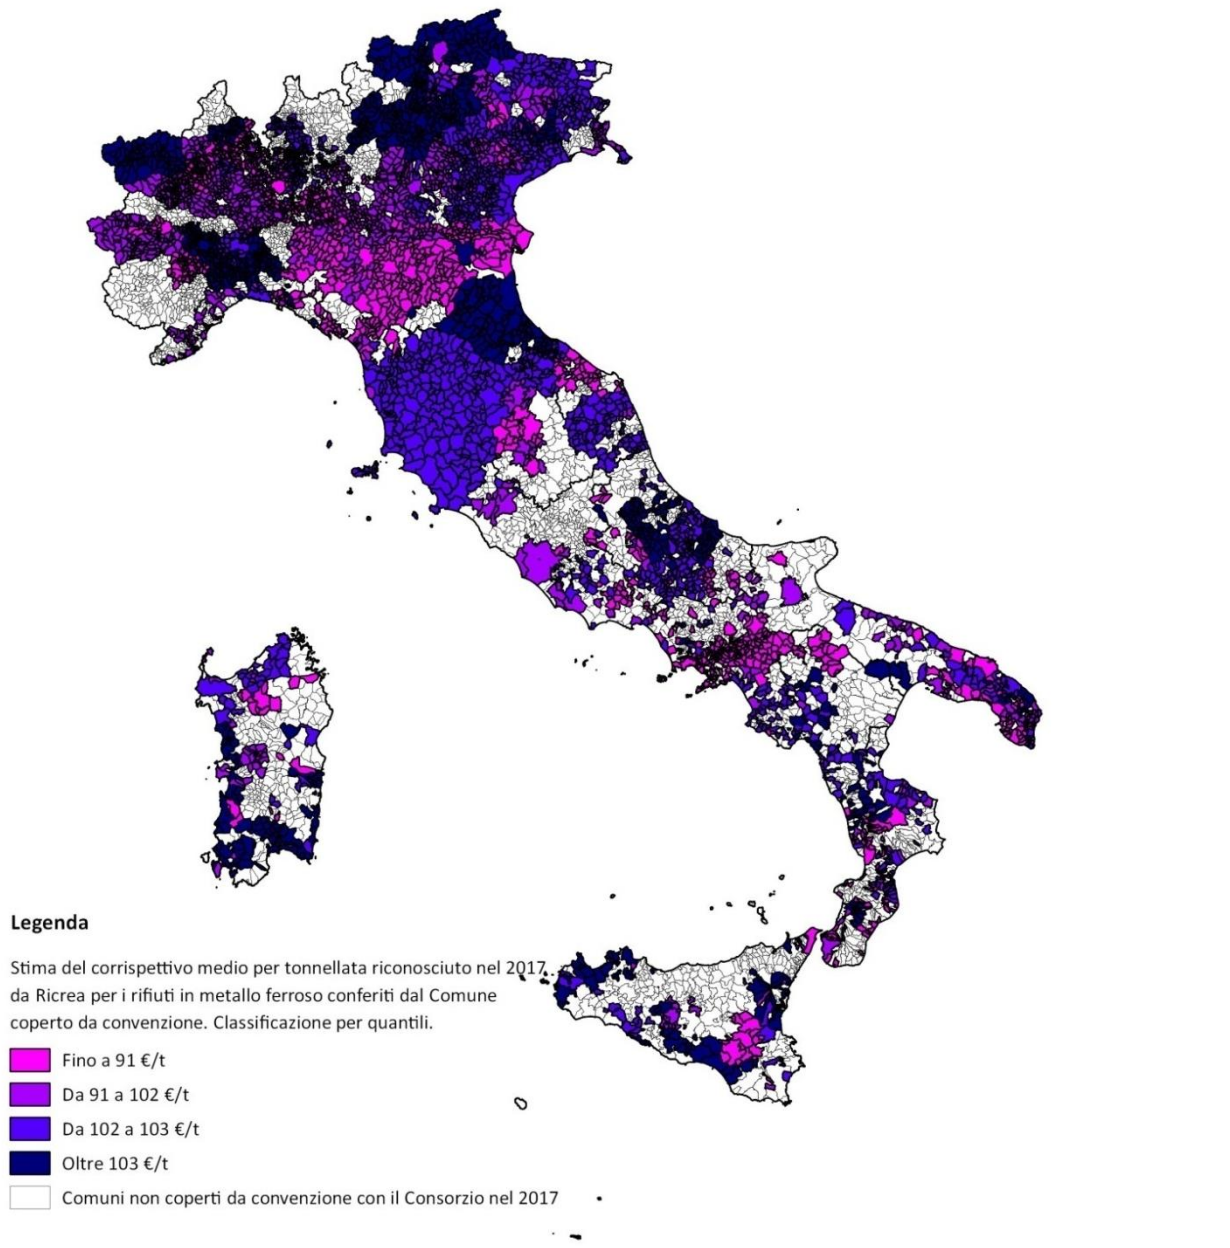 Legenda
Stima del corrispettivo medio per tonnellata riconosciuto nel 2017
da Ricrea per i rifiuti in metallo ferroso conferiti dal Comune
coperto da convenzione. Classificazione per quantili.
Fino a 91 €/t
Da 91 a 102 €/t
Da 102 a 103 €/t
Oltre 103 €/t
Comuni non coperti da convenzione con il Consorzio nel 2017